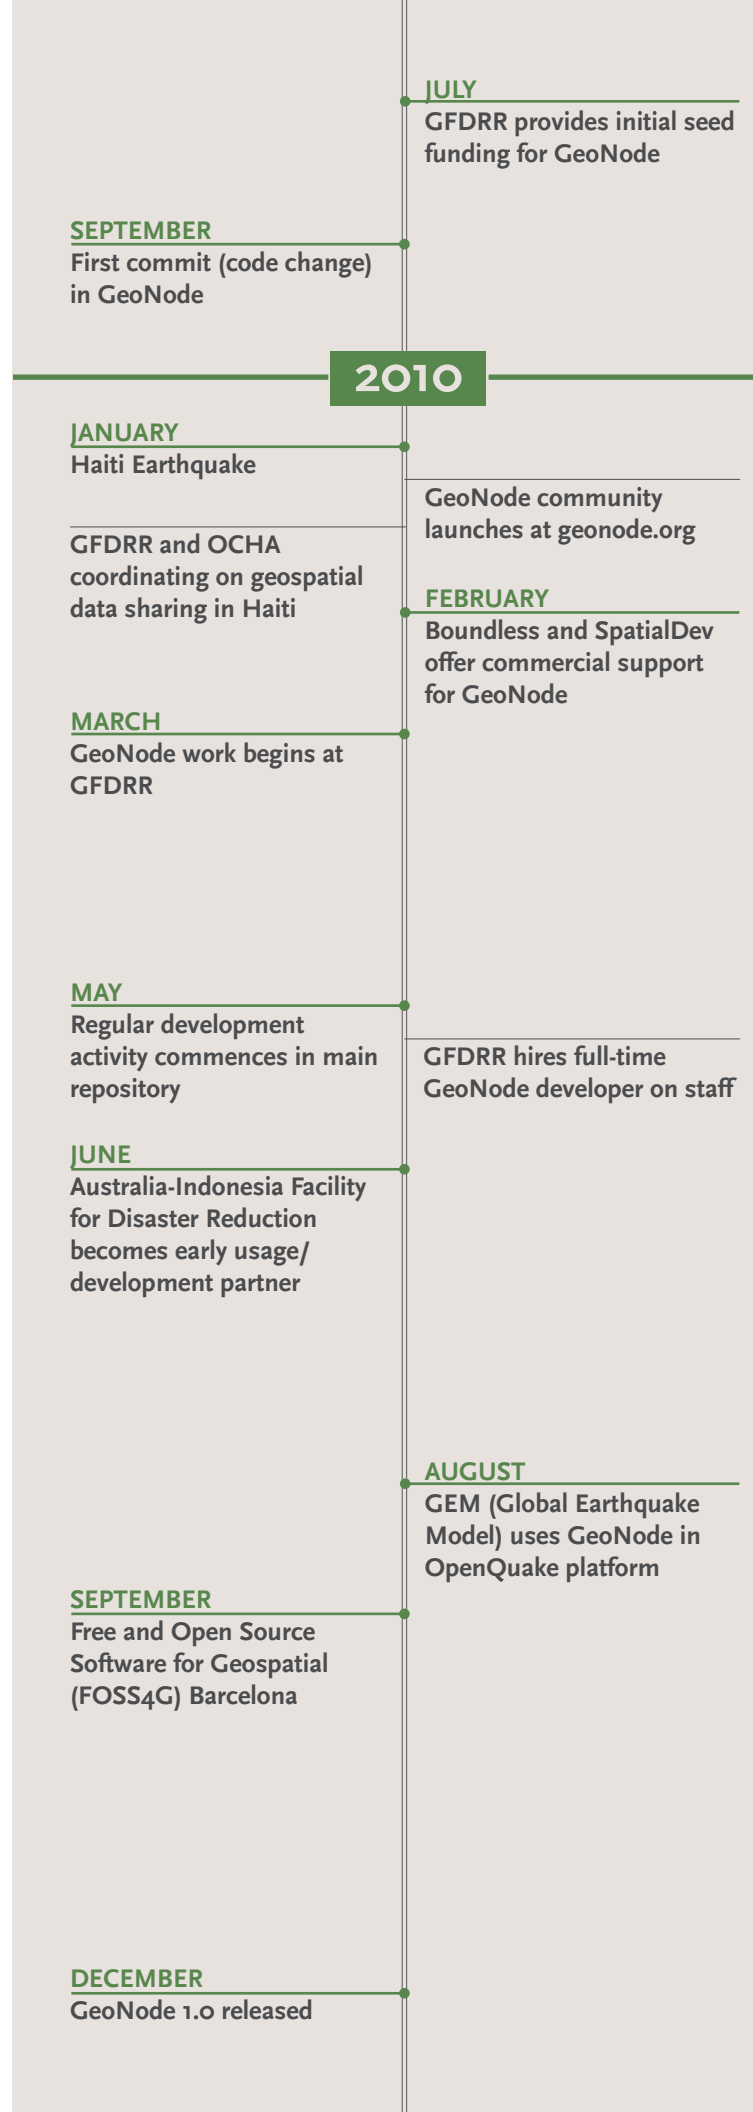 JULY
GFDRR provides initial seed
funding for GeoNode
SEPTEMBER
First commit (code change)
in GeoNode
2010
JANUARY
Haiti Earthquake
GeoNode community
launches at geonode.org
GFDRR and OCHA
coordinating on geospatial
data sharing in Haiti
FEBRUARY
Boundless and SpatialDev
offer commercial support
for GeoNode
MARCH
GeoNode work begins at
GFDRR
MAY
Regular development
activity commences in main
repository
GFDRR hires full-time
GeoNode developer on staff
JUNE
Australia-Indonesia Facility
for Disaster Reduction
becomes early usage/
development partner
AUGUST
GEM (Global Earthquake
Model) uses GeoNode in
OpenQuake platform
SEPTEMBER
Free and Open Source
Software for Geospatial
(FOSS4G) Barcelona
DECEMBER
GeoNode 1.0 released